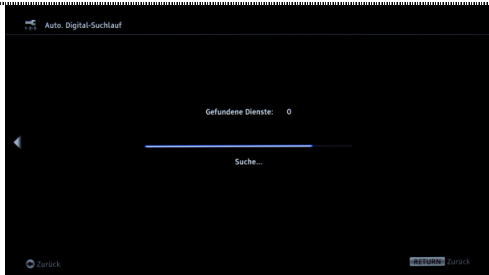 Auto. Digital-Suchlauf
Gefundene Dienste: 0
Suche...
Zurück
RETURN Zurück